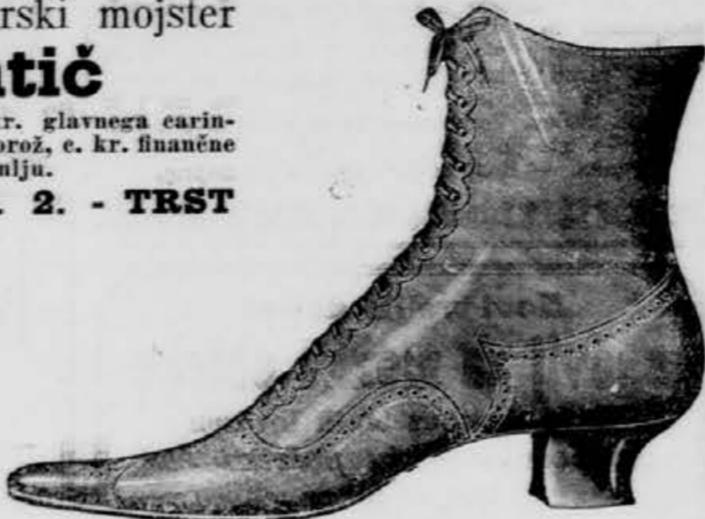 rski mojster
tič
kr. glavnega carin-
orož, c. kr. finančne
nlju.
2. - TRST